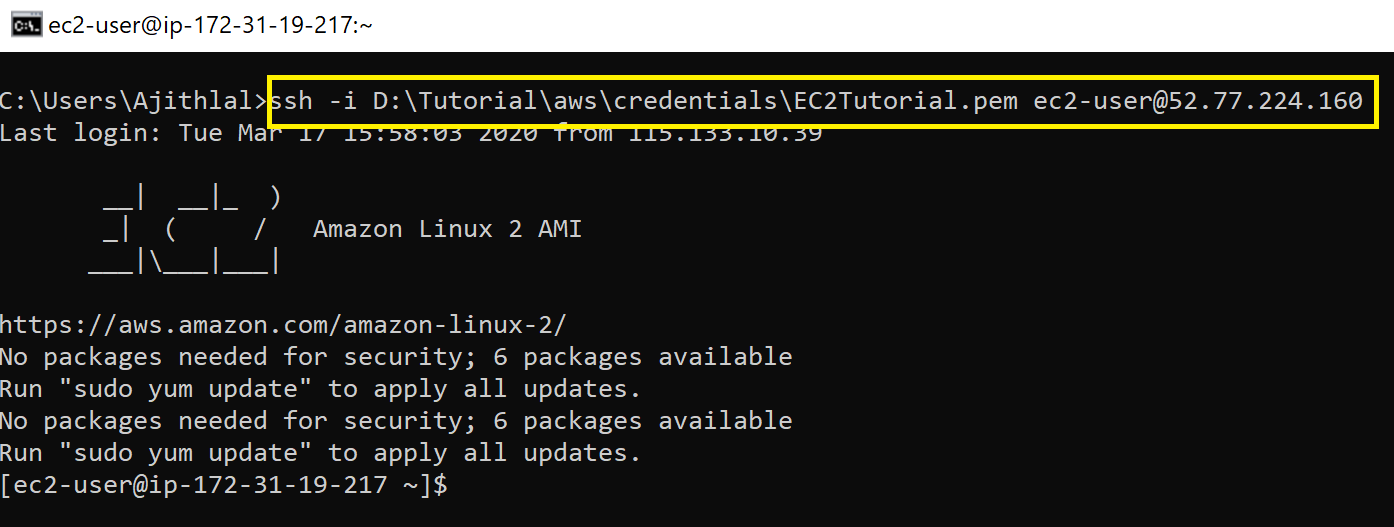 ec2-user@ip-172-31-19-217:~
C:\Users\Ajithlal>ssh -i D:\Tutorial\aws\credentials\EC2Tutorial.pem ec2-user@52.77.224.160
Last login: Tue Mar 17 15:58:03 2020 from 115.133.10.39
       __|  __|_  )
       _|  (     /   Amazon Linux 2 AMI
      ___|\___|___|
https://aws.amazon.com/amazon-linux-2/
No packages needed for security; 6 packages available
Run "sudo yum update" to apply all updates.
No packages needed for security; 6 packages available
Run "sudo yum update" to apply all updates.
[ec2-user@ip-172-31-19-217 ~]$